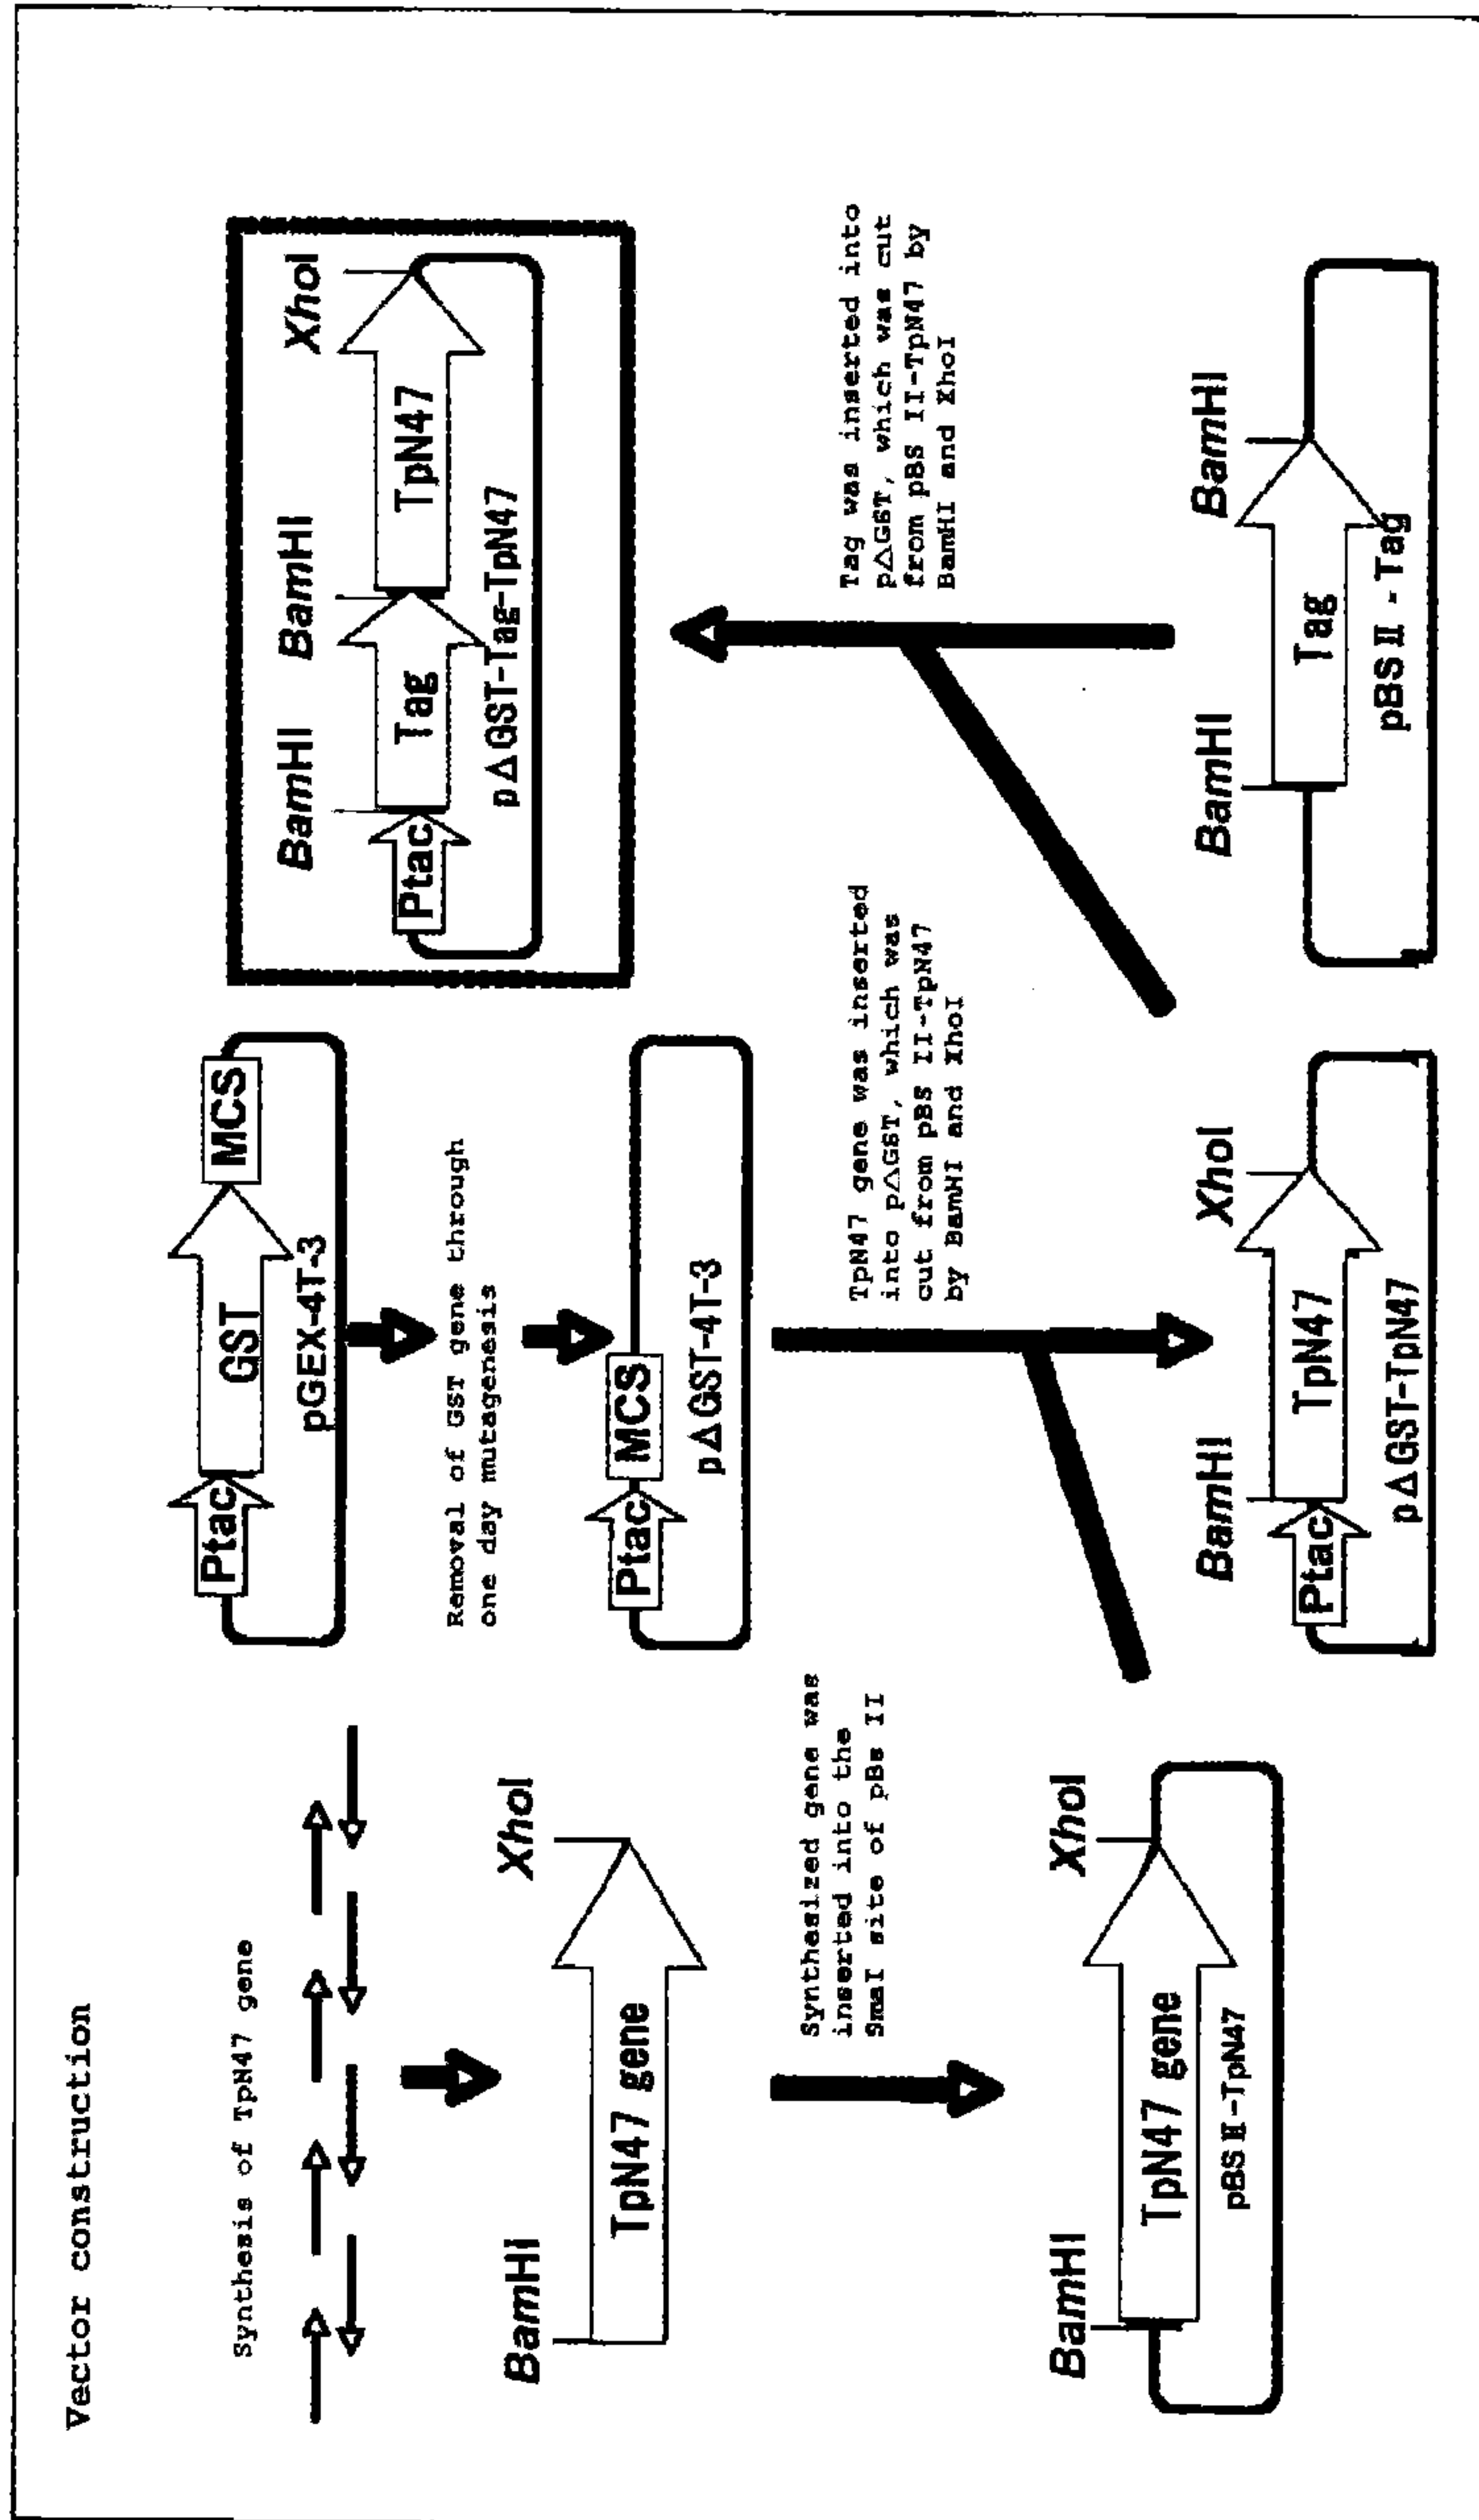 Vector construction
Synthesis of TpN47 gene
BamHI
XhoI
TpN47 gene
Synthesized gene was
inserted into the
SmaI site of pBs II
BamHI
XhoI
TpN47 gene
pBS II-TpN47
Ptac
GST
MCS
pGEX-4T-3
Removal of GST gene through
one day mutagenesis
Ptac
MCS
p△GST-4T-3
TpN47 gene was inserted
into p△GST, which was
cut from pBS II-TpN47
by BamHI and XhoI
BamHI
XhoI
Ptac
TpN47
p△GST-TpN47
BamHI
BamHI
XhoI
Ptac
Tag
TpN47
p△GST-Tag-TpN47
Tag was inserted into
p△GST, which was cut
from pBS II-TpN47 by
BamHI and XhoI
BamHI
BamHI
Tag
pBS II - Tag